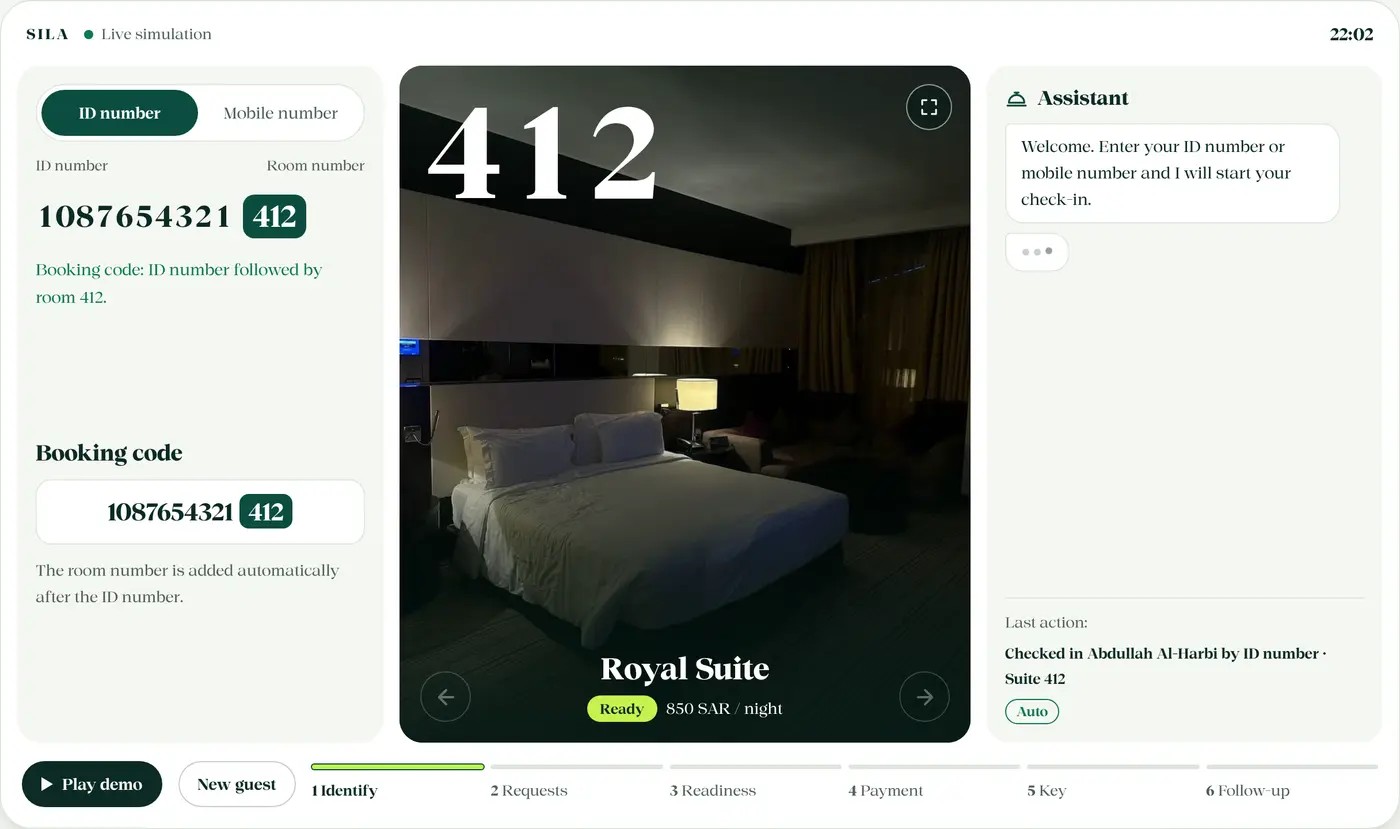 SILA
Live simulation
22:02
ID number
Mobile number
ID number
Room number
1087654321 412
Booking code: ID number followed by
room 412.
Booking code
1087654321 412
The room number is added automatically
after the ID number.
412
Royal Suite
Ready
850 SAR / night
Assistant
Welcome. Enter your ID number or
mobile number and I will start your
check-in.
Last action:
Checked in Abdullah Al-Harbi by ID number ·
Suite 412
Auto
Play demo
New guest
1 Identify
2 Requests
3 Readiness
4 Payment
5 Key
6 Follow-up